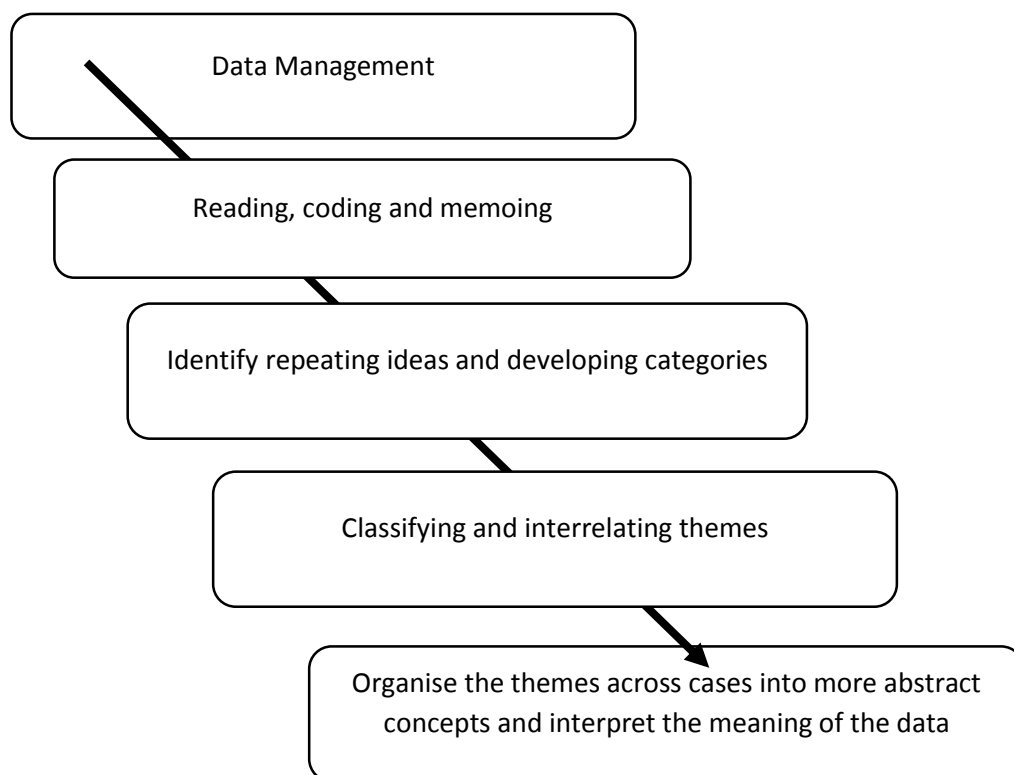 Data Management
Reading, coding and memoing
Identify repeating ideas and developing categories
Classifying and interrelating themes
Organise the themes across cases into more abstract
concepts and interpret the meaning of the data